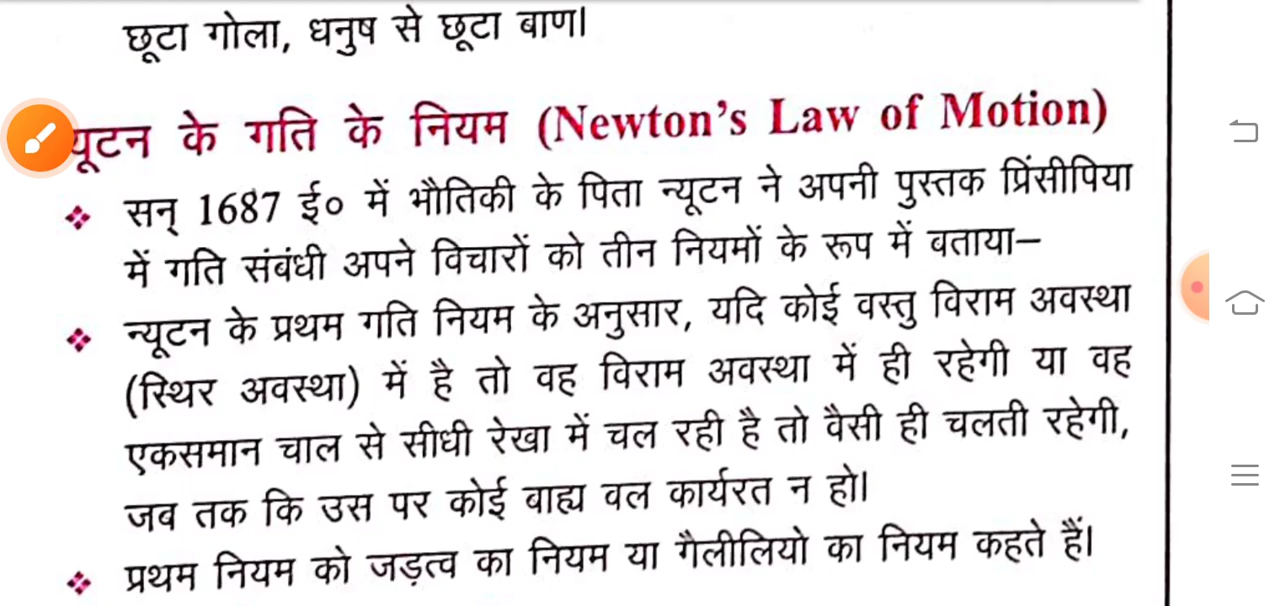 छूटा गोला, धनुष से छूटा बाण।
यूटन के गति के नियम (Newton's Law of Motion)
❖ सन् 1687 ई० में भौतिकी के पिता न्यूटन ने अपनी पुस्तक प्रिंसीपिया
में गति संबंधी अपने विचारों को तीन नियमों के रूप में बताया–
❖ न्यूटन के प्रथम गति नियम के अनुसार, यदि कोई वस्तु विराम अवस्था
(स्थिर अवस्था) में है तो वह विराम अवस्था में ही रहेगी या वह
एकसमान चाल से सीधी रेखा में चल रही है तो वैसी ही चलती रहेगी,
जब तक कि उस पर कोई बाह्य वल कार्यरत न हो।
❖ प्रथम नियम को जड़त्व का नियम या गैलीलियो का नियम कहते हैं।